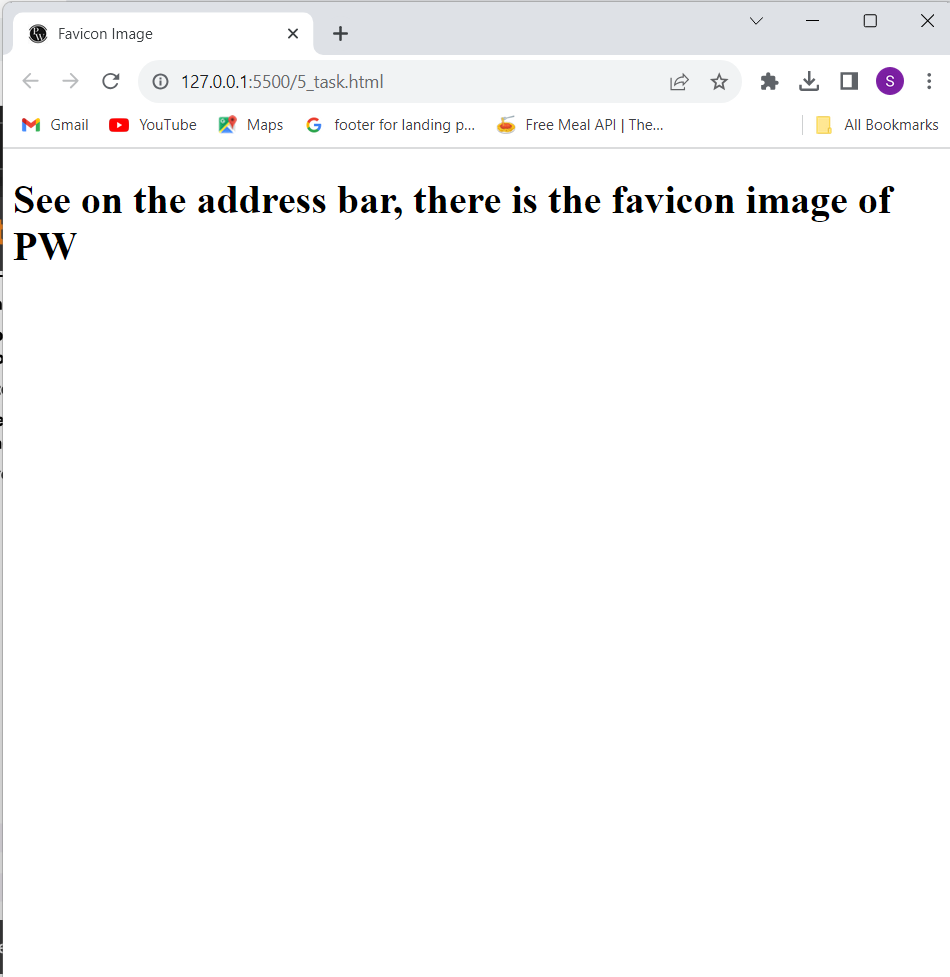 Favicon Image
127.0.0.1:5500/5_task.html
S
Gmail
YouTube
Maps
footer for landing p...
Free Meal API | The...
All Bookmarks
See on the address bar, there is the favicon image of
PW